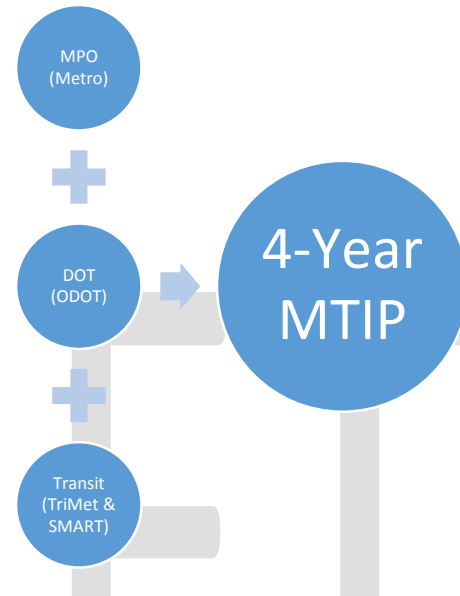 MPO
(Metro)
DOT
(ODOT)
4-Year
MTIP
Transit
(TriMet &
SMART)